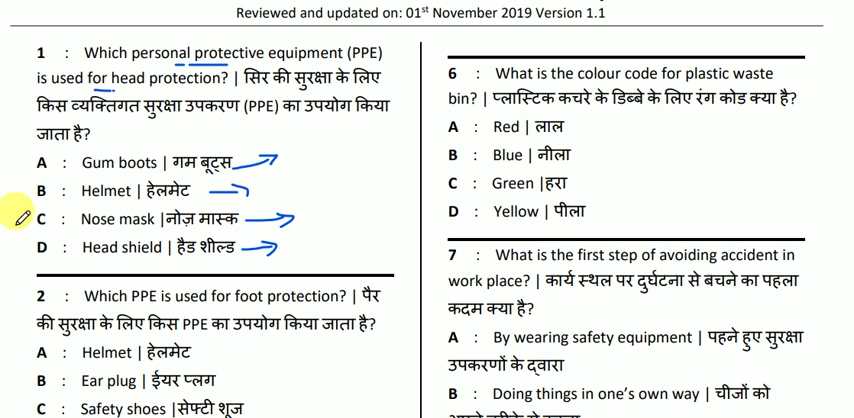 Reviewed and updated on: 01st November 2019 Version 1.1
1 : Which personal protective equipment (PPE)
is used for head protection? | सिर की सुरक्षा के लिए
किस व्यक्तिगत सुरक्षा उपकरण (PPE) का उपयोग किया
जाता है?
A : Gum boots | गम बूट्स
B : Helmet | हेलमेट
C : Nose mask |नोज़ मास्क
D : Head shield | हैड शील्ड
2 : Which PPE is used for foot protection? | पैर
की सुरक्षा के लिए किस PPE का उपयोग किया जाता है?
A : Helmet | हेलमेट
B : Ear plug | ईयर प्लग
C : Safety shoes |सेफ्टी शूज
6 : What is the colour code for plastic waste
bin? | प्लास्टिक कचरे के डिब्बे के लिए रंग कोड क्या है?
A : Red | लाल
B : Blue | नीला
C : Green |हरा
D : Yellow | पीला
7 : What is the first step of avoiding accident in
work place? | कार्य स्थल पर दुर्घटना से बचने का पहला
कदम क्या है?
A : By wearing safety equipment | पहने हुए सुरक्षा
उपकरणों के द्वारा
B : Doing things in one’s own way | चीजों को